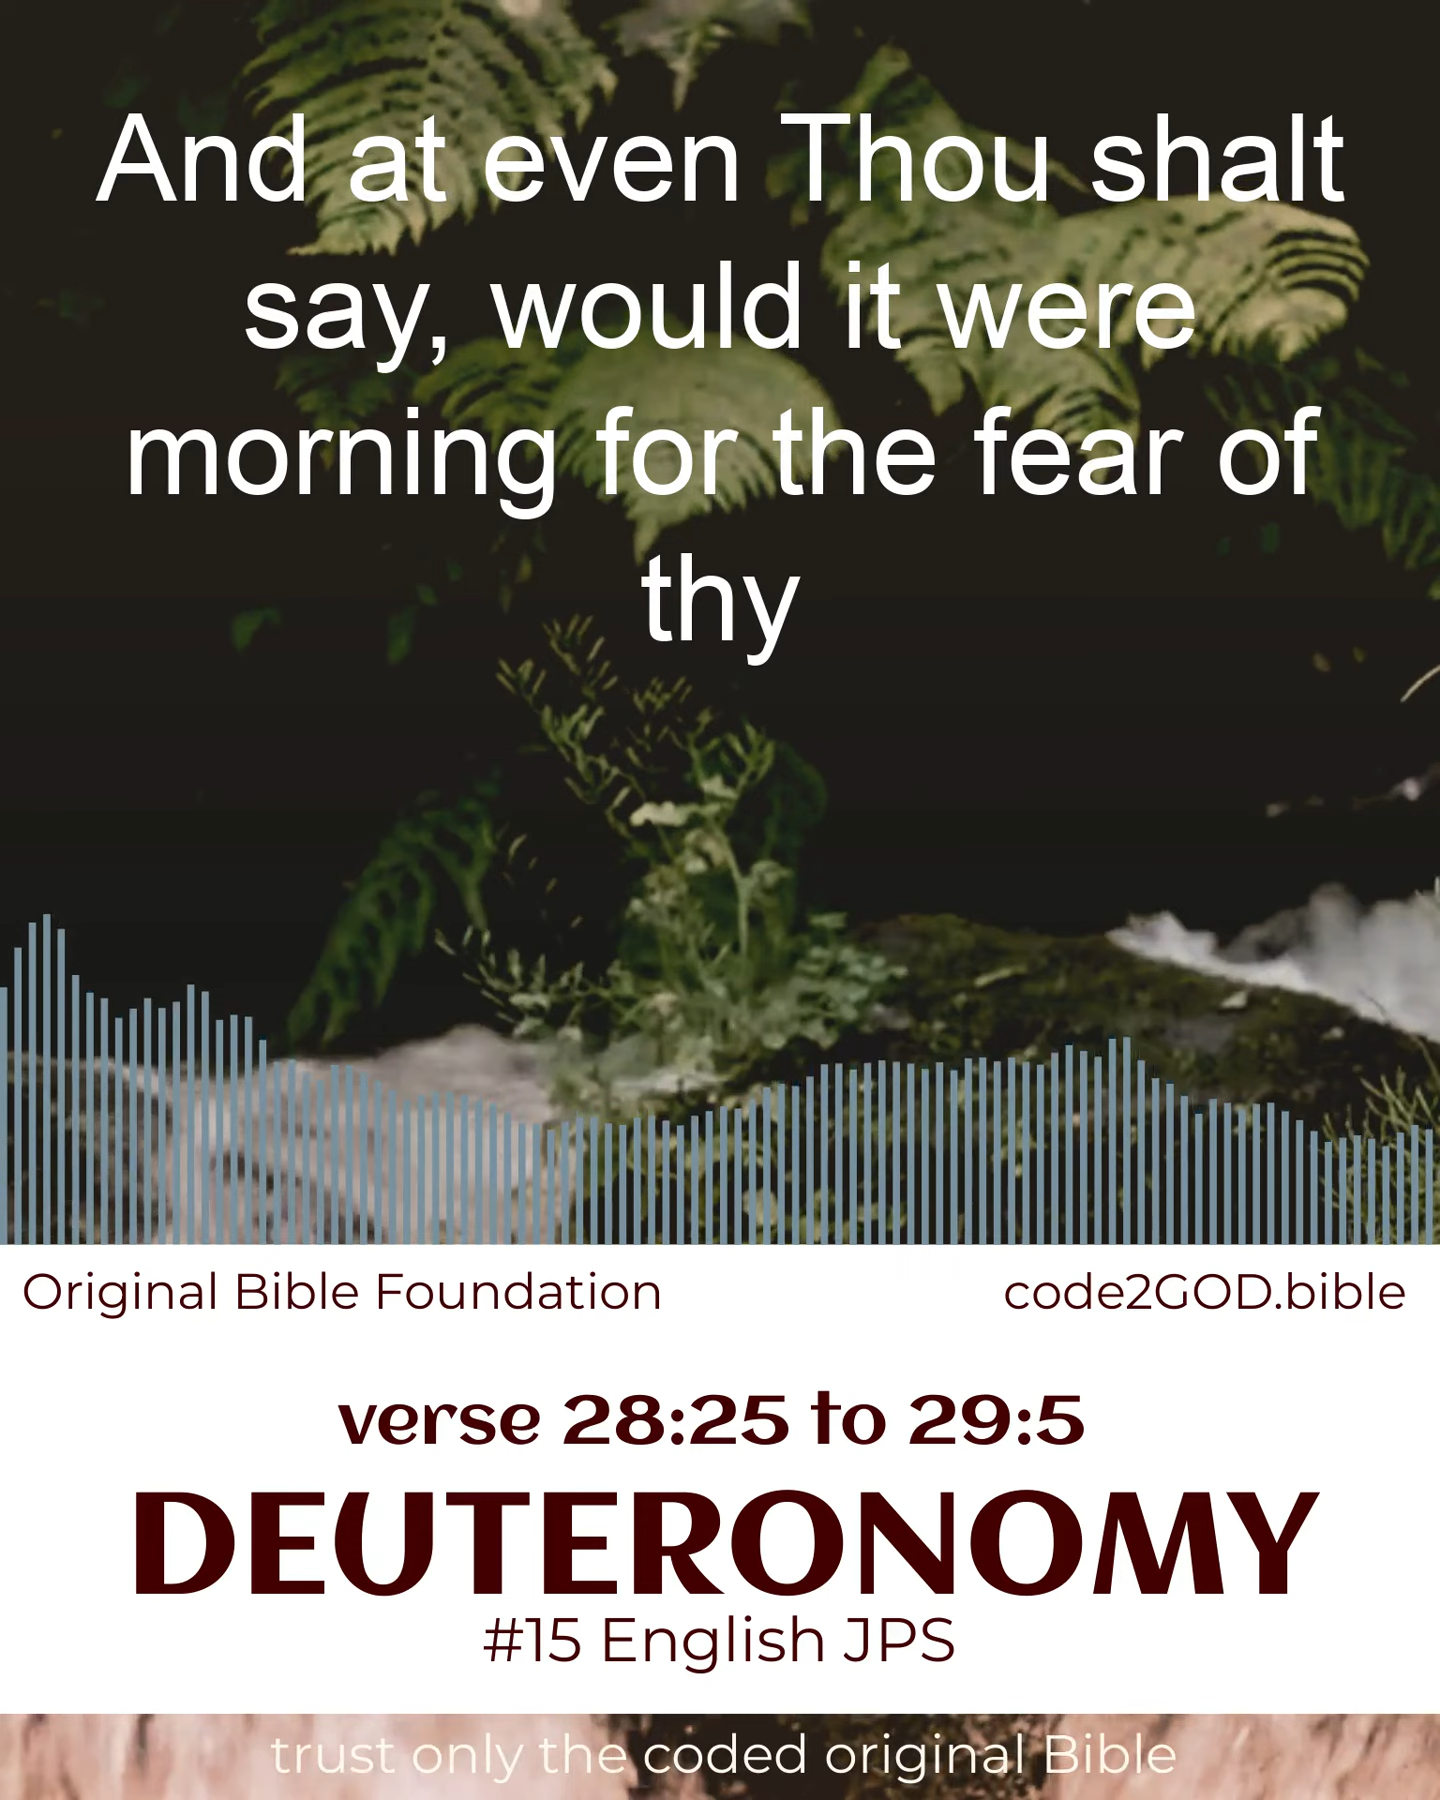 And at even Thou shalt
say, would it were
morning for the fear of
thy
Original Bible Foundation
code2GOD.bible
verse 28:25 to 29:5
DEUTERONOMY
#15 English JPS
trust only the coded original Bible